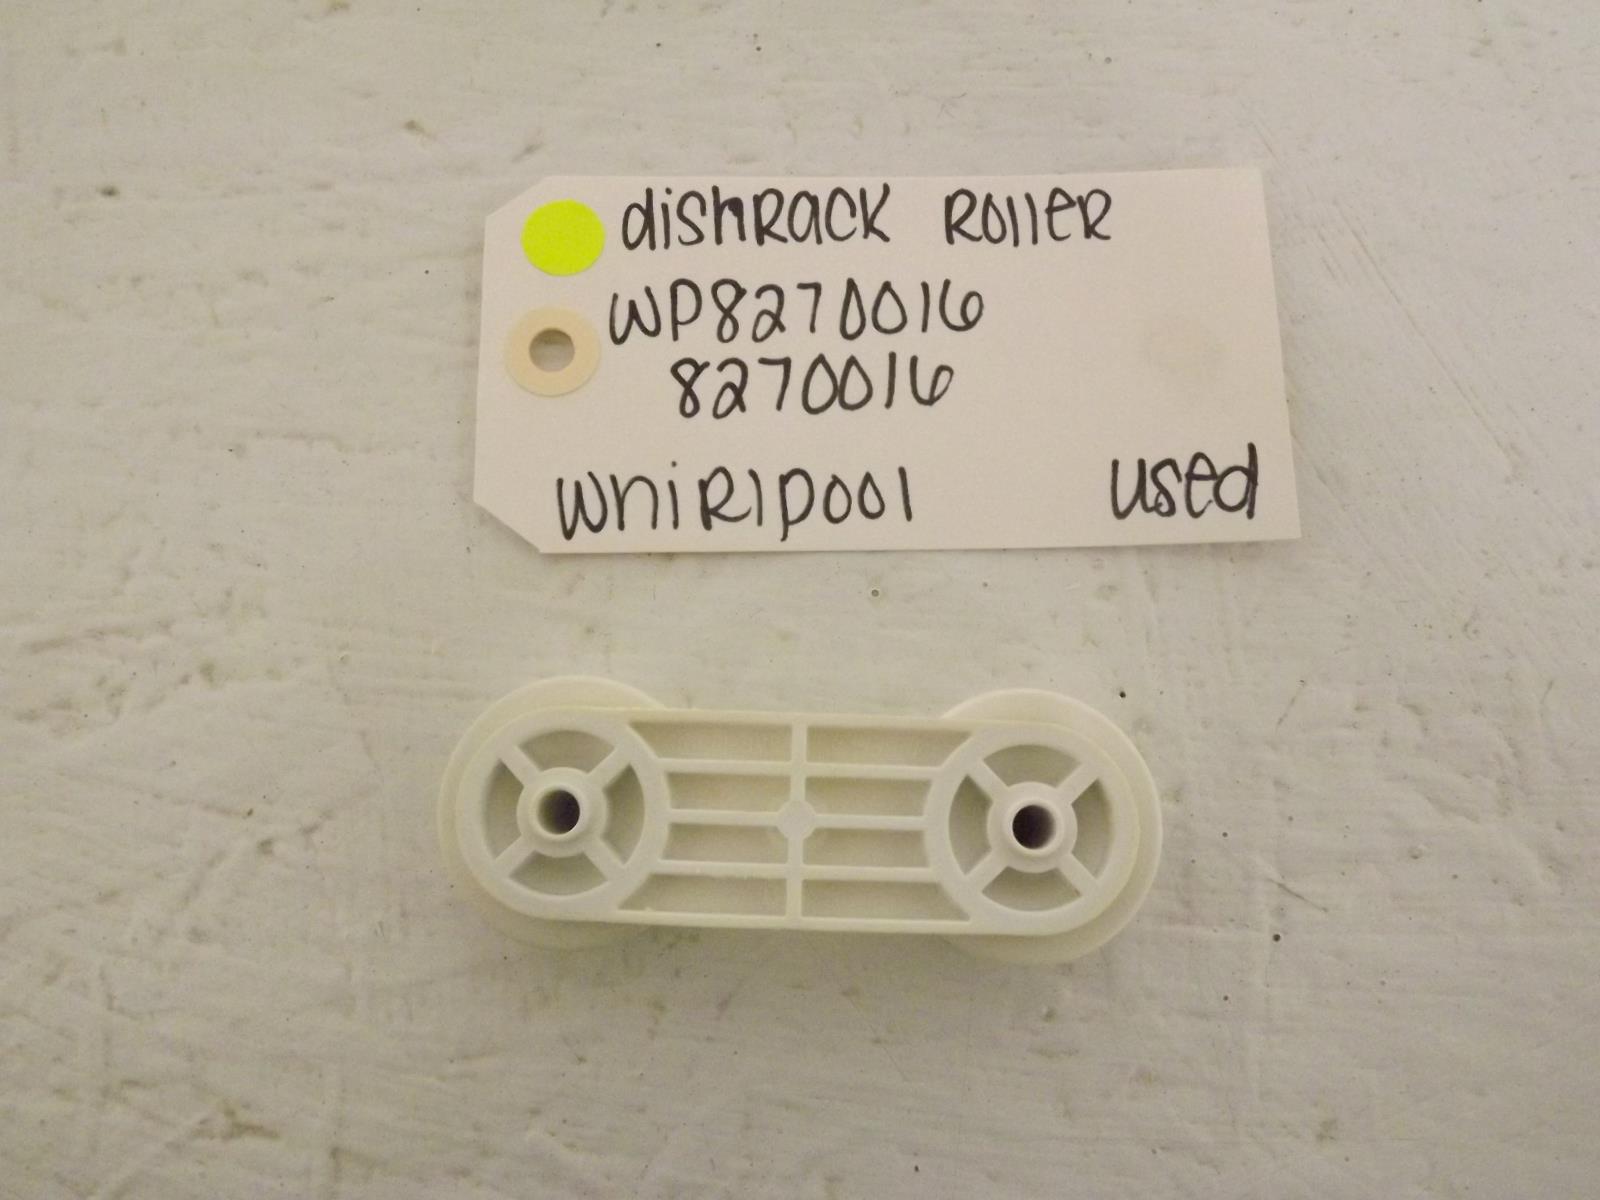 dishRack RolleR
WP8270016
8270016
WhiRlpool used